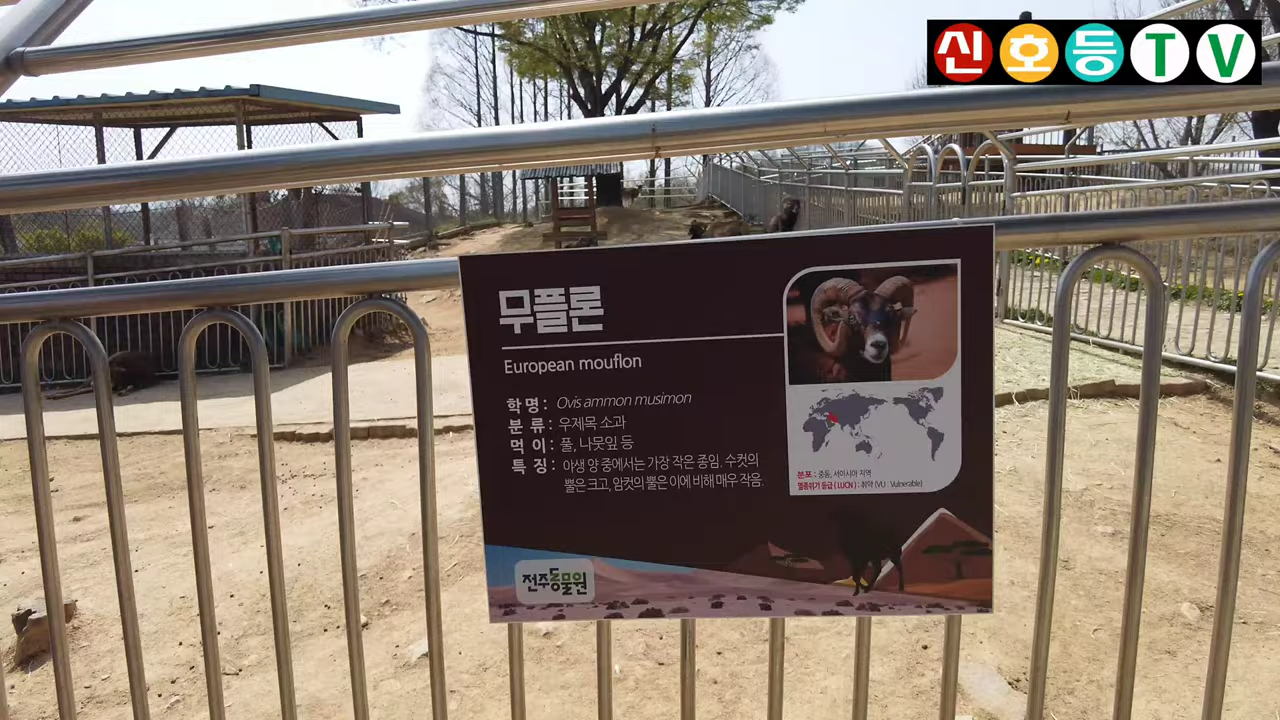 신호등TV
무플론
European mouflon
학명: Ovis ammon musimon
분류: 우제목 소과
먹이: 풀, 나뭇잎 등
특징: 야생 양 중에서는 가장 작은 종임. 수컷의
뿔은 크고, 암컷의 뿔은 이에 비해 매우 작음.
분포 : 중동, 서아시아 지역
멸종위기 등급 ( IUCN ) : 취약 (VU : Vulnerable)
전주동물원